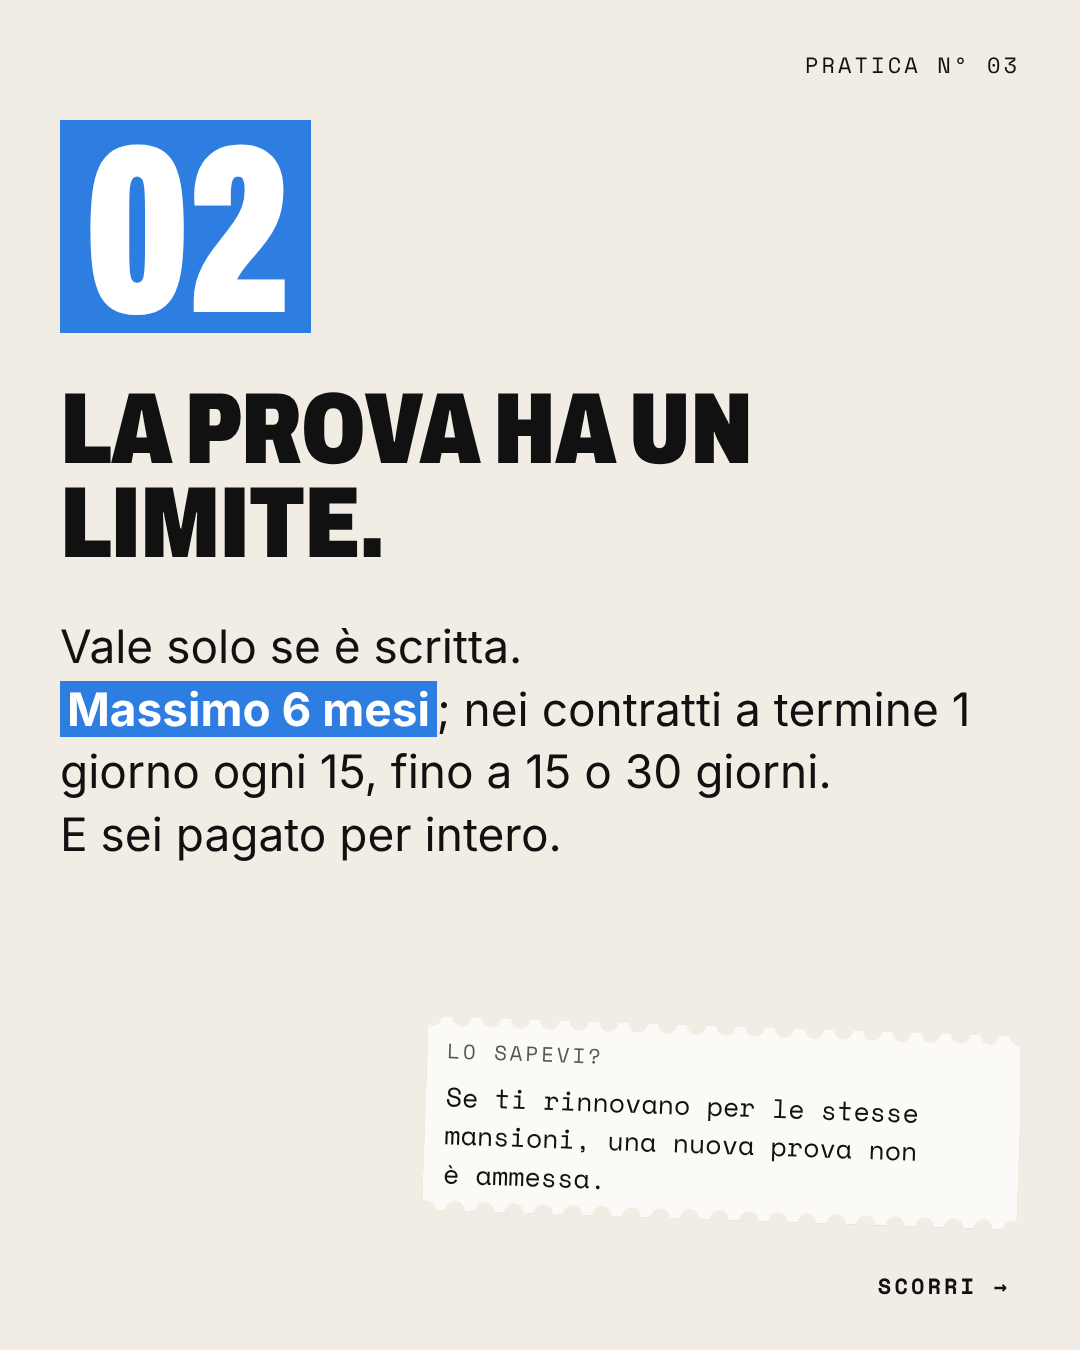 PRATICA Nº 03
02
LA PROVA HA UN
LIMITE.
Vale solo se è scritta.
Massimo 6 mesi; nei contratti a termine 1
giorno ogni 15, fino a 15 o 30 giorni.
E sei pagato per intero.
LO SAPEVI?
Se ti rinnovano per le stesse
mansioni, una nuova prova non
è ammessa.
SCORRI →